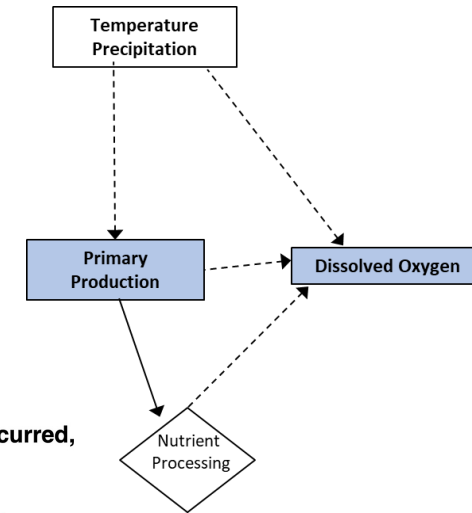 Temperature
Precipitation
Primary
Production
Dissolved Oxygen
curred,
Nutrient
Processing